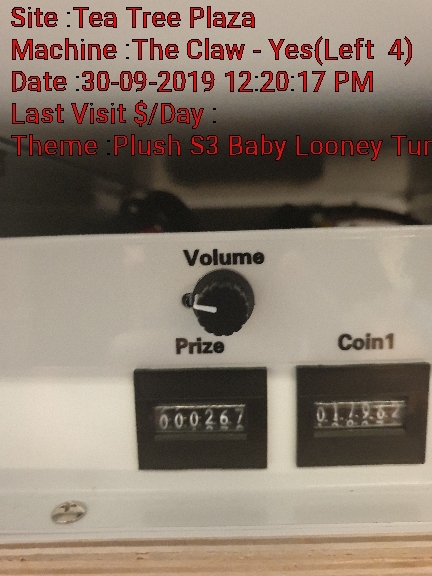 Site :Tea Tree Plaza
Machine :The Claw - Yes(Left 4)
Date :30-09-2019 12:20:17 PM
Last Visit $/Day :
Theme :Plush S3 Baby Looney Tun
Volume
Prize
Coin1
000267